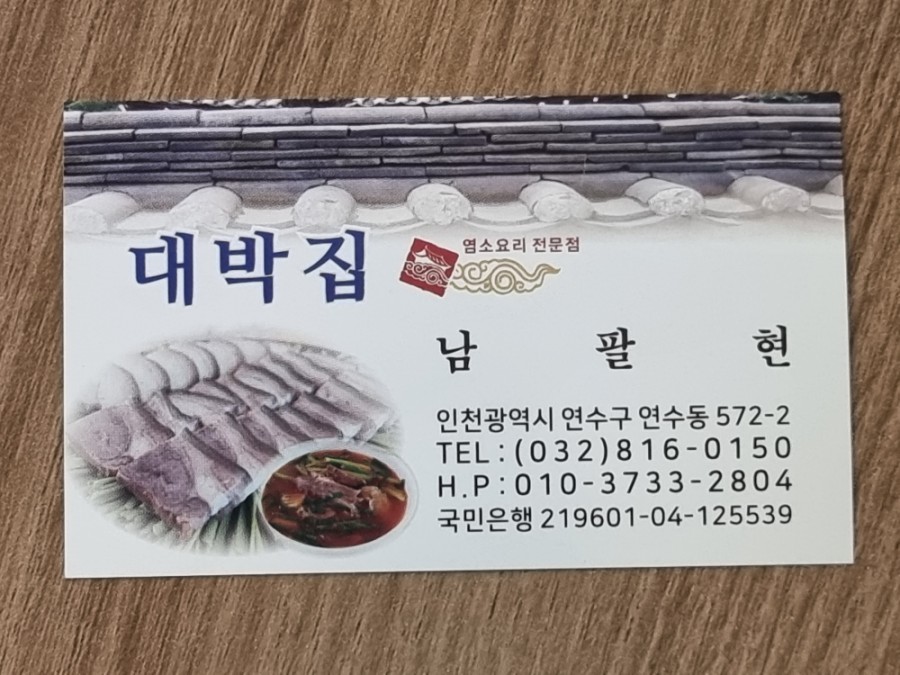 대박집
염소요리 전문점
남 팔 현
인천광역시 연수구 연수동 572-2
TEL : (032)816-0150
H.P : 010-3733-2804
국민은행 219601-04-125539